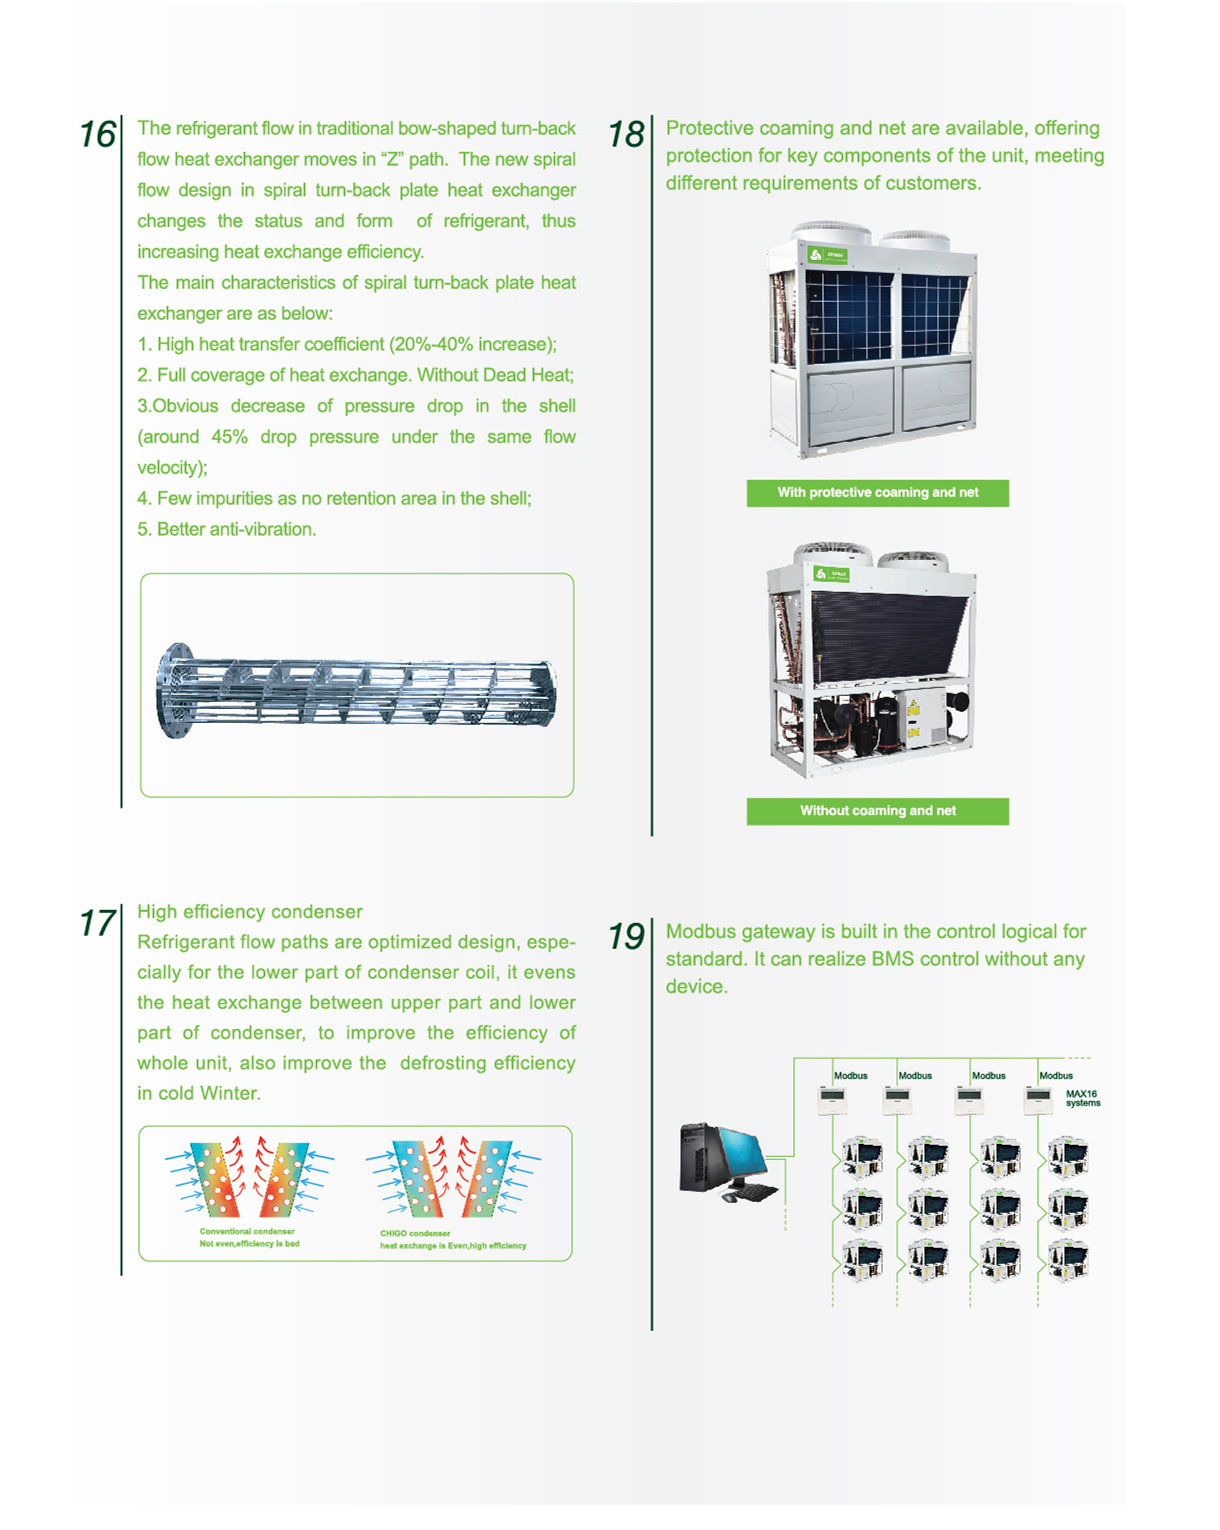 16
The refrigerant flow in traditional bow-shaped turn-back
flow heat exchanger moves in “Z” path. The new spiral
flow design in spiral turn-back plate heat exchanger
changes the status and form of refrigerant, thus
increasing heat exchange efficiency.
The main characteristics of spiral turn-back plate heat
exchanger are as below:
1. High heat transfer coefficient (20%-40% increase);
2. Full coverage of heat exchange. Without Dead Heat;
3.Obvious decrease of pressure drop in the shell
(around 45% drop pressure under the same flow
velocity);
4. Few impurities as no retention area in the shell;
5. Better anti-vibration.
17
High efficiency condenser
Refrigerant flow paths are optimized design, espe-
cially for the lower part of condenser coil, it evens
the heat exchange between upper part and lower
part of condenser, to improve the efficiency of
whole unit, also improve the defrosting efficiency
in cold Winter.
Conventional condenser
Not even,efficiency is bad
CHIGO condenser
heat exchange is Even,high efficiency
18
Protective coaming and net are available, offering
protection for key components of the unit, meeting
different requirements of customers.
With protective coaming and net
Without coaming and net
19
Modbus gateway is built in the control logical for
standard. It can realize BMS control without any
device.
Modbus
Modbus
Modbus
Modbus
MAX16
systems